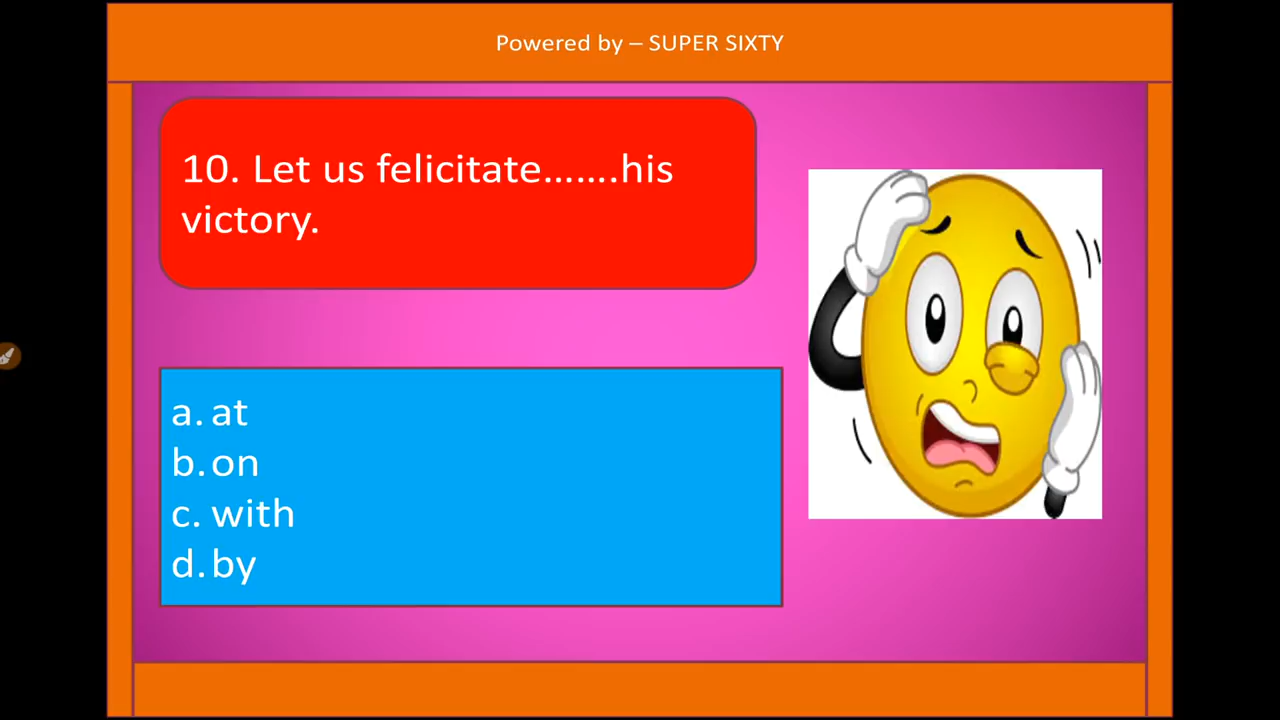 Powered by – SUPER SIXTY
10. Let us felicitate…….his
victory.
a. at
b. on
c. with
d. by